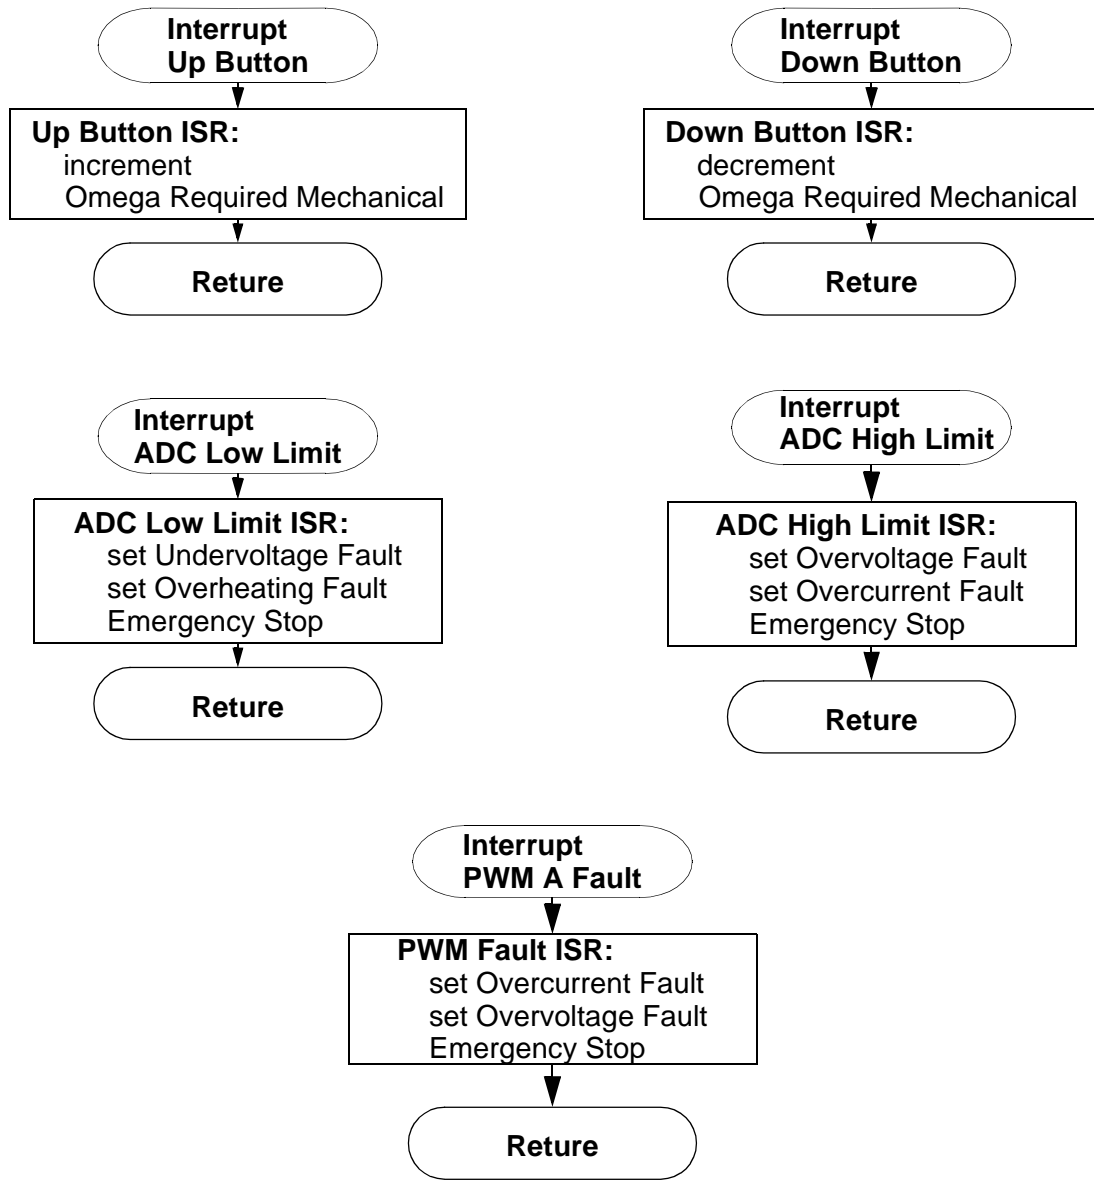 Interrupt
Up Button
Up Button ISR:
increment
Omega Required Mechanical
Reture
Interrupt
Down Button
Down Button ISR:
decrement
Omega Required Mechanical
Reture
Interrupt
ADC Low Limit
ADC Low Limit ISR:
set Undervoltage Fault
set Overheating Fault
Emergency Stop
Reture
Interrupt
ADC High Limit
ADC High Limit ISR:
set Overvoltage Fault
set Overcurrent Fault
Emergency Stop
Reture
Interrupt
PWM A Fault
PWM Fault ISR:
set Overcurrent Fault
set Overvoltage Fault
Emergency Stop
Reture